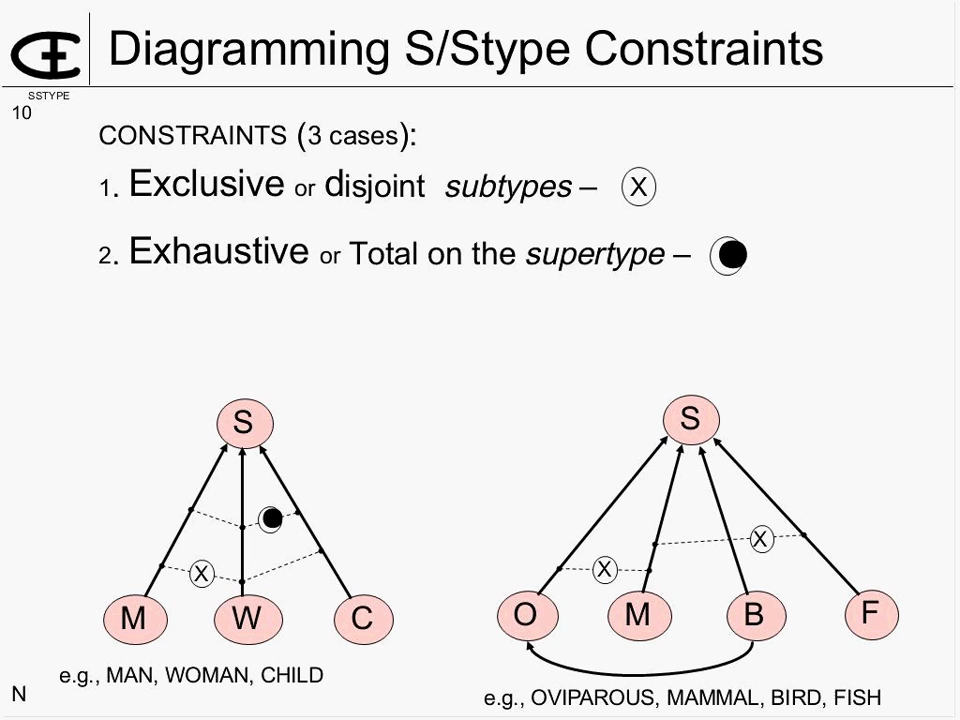 Diagramming S/Stype Constraints
SSTYPE
10
CONSTRAINTS (3 cases):
1. Exclusive or disjoint subtypes – X
2. Exhaustive or Total on the supertype –
S
S
X
X
X
M W C
O M B F
e.g., MAN, WOMAN, CHILD
N
e.g., OVIPAROUS, MAMMAL, BIRD, FISH